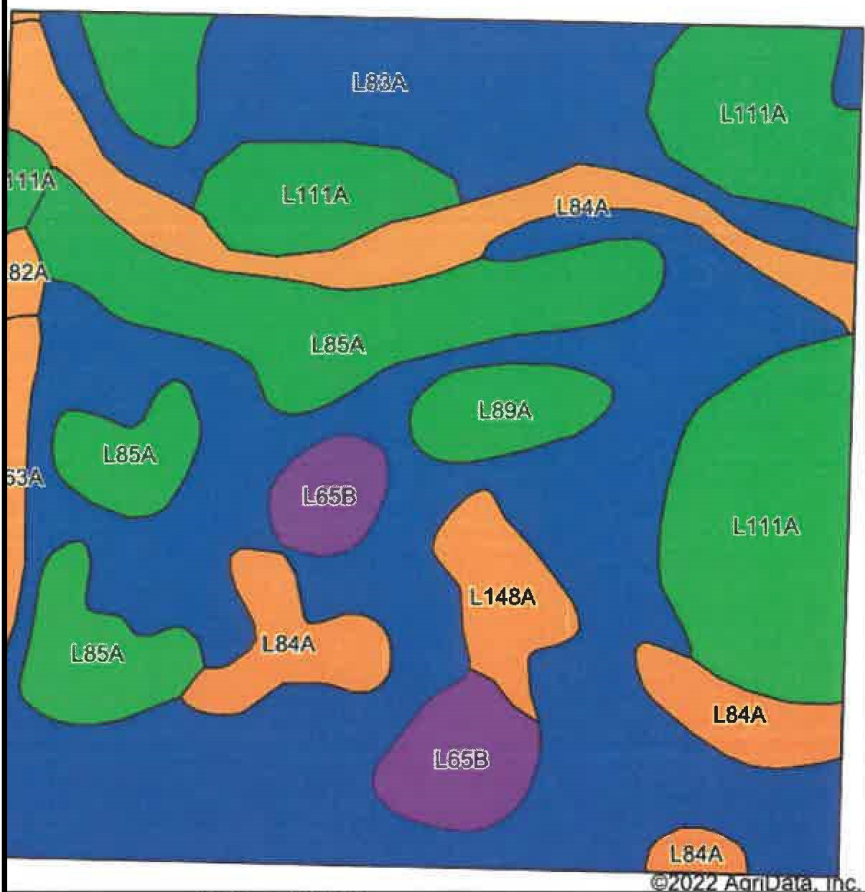 L83A
L111A
111A
L111A
L84A
82A
L85A
L89A
L85A
63A
L65B
L111A
L148A
L84A
L85A
L84A
L65B
L84A
©2022 AgriData, Inc.